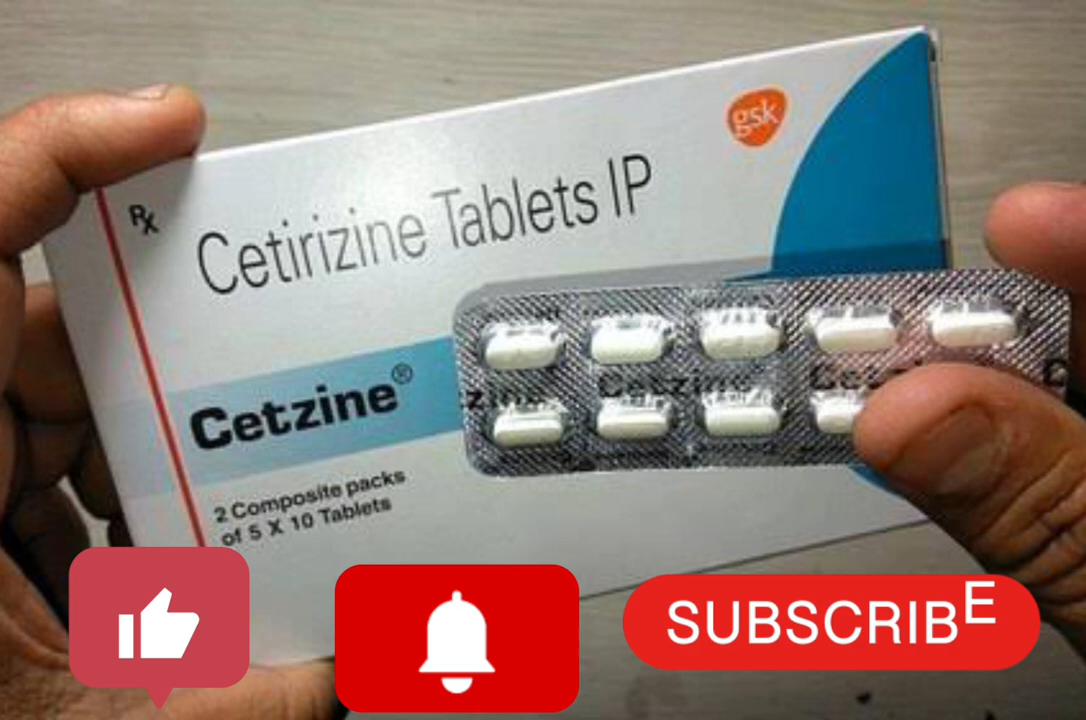 gsk
Rx
Cetirizine Tablets IP
Cetzine®
2 Composite packs
of 5 X 10 Tablets
Cetzine
SUBSCRIBE